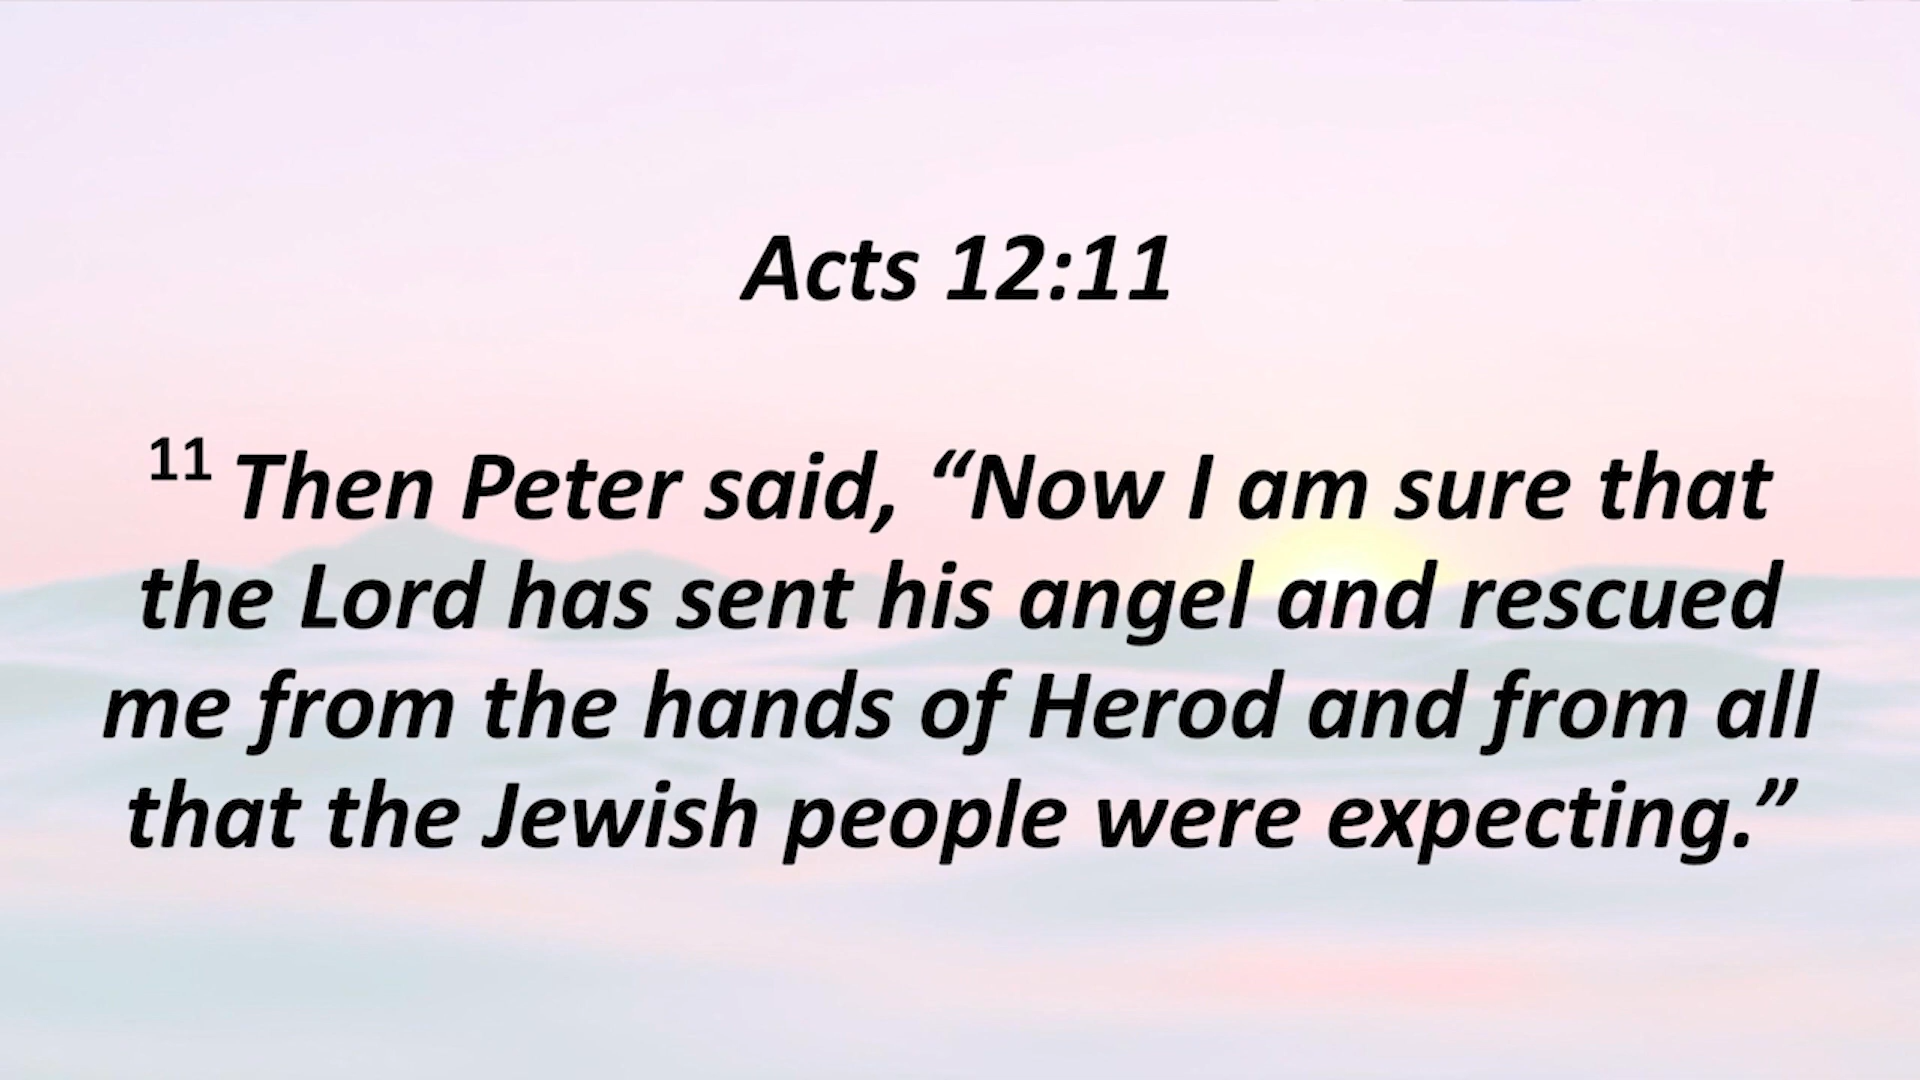 Acts 12:11
11 Then Peter said, “Now I am sure that
the Lord has sent his angel and rescued
me from the hands of Herod and from all
that the Jewish people were expecting.”